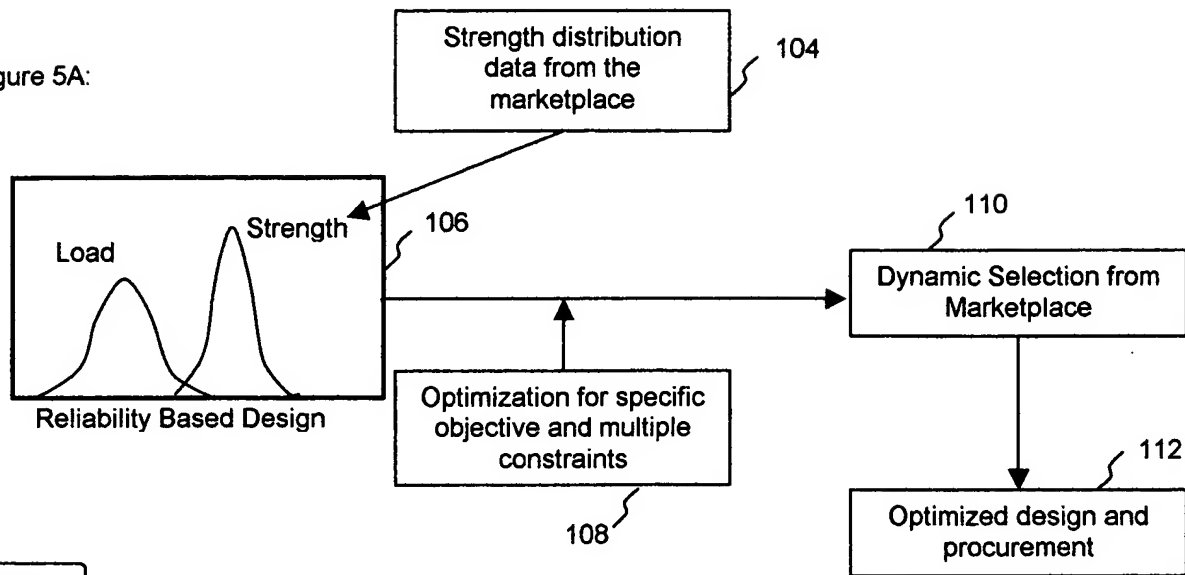 Strength distribution
data from the
marketplace
104
gure 5A:
Load
Strength
106
Reliability Based Design
Optimization for specific
objective and multiple
constraints
108
110
Dynamic Selection from
Marketplace
112
Optimized design and
procurement